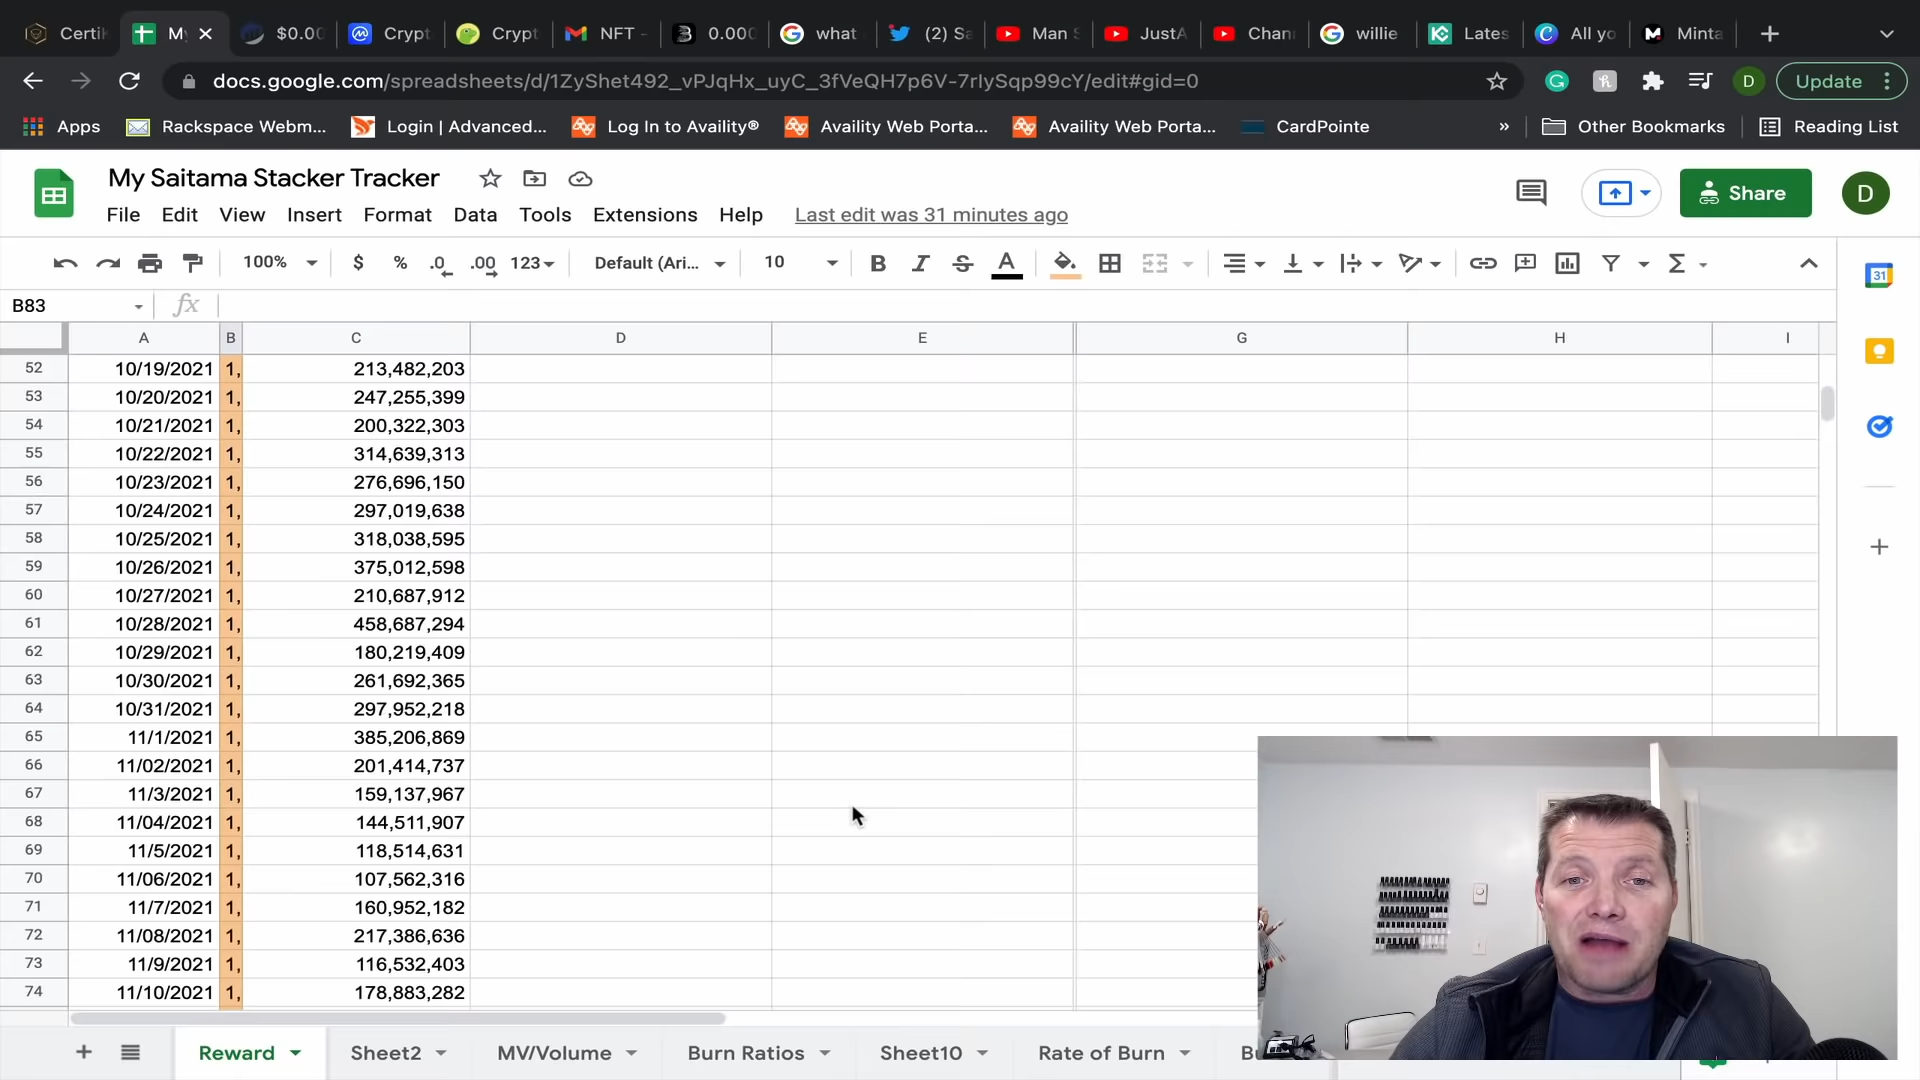 Certi My $0.00 Crypt Crypt NFT - 0.000 what (2) Sa Man S JustA Chan willie Lates All yo Minta
docs.google.com/spreadsheets/d/1ZyShet492_vPJqHx_uyC_3fVeQH7p6V-7rIySqp99cY/edit#gid=0 D Update
Apps Rackspace Webm... Login | Advanced... Log In to Availity® Availity Web Porta... Availity Web Porta... CardPointe » Other Bookmarks Reading List
My Saitama Stacker Tracker
Share D
File Edit View Insert Format Data Tools Extensions Help Last edit was 31 minutes ago
100% $ % .0 .00 123 Default (Ari... 10 B I S A Σ 31
B83 fx
A B C D E G H I
52 10/19/2021 1, 213,482,203
53 10/20/2021 1, 247,255,399
54 10/21/2021 1, 200,322,303
55 10/22/2021 1, 314,639,313
56 10/23/2021 1, 276,696,150
57 10/24/2021 1, 297,019,638
58 10/25/2021 1, 318,038,595
59 10/26/2021 1, 375,012,598
60 10/27/2021 1, 210,687,912
61 10/28/2021 1, 458,687,294
62 10/29/2021 1, 180,219,409
63 10/30/2021 1, 261,692,365
64 10/31/2021 1, 297,952,218
65 11/1/2021 1, 385,206,869
66 11/02/2021 1, 201,414,737
67 11/3/2021 1, 159,137,967
68 11/04/2021 1, 144,511,907
69 11/5/2021 1, 118,514,631
70 11/06/2021 1, 107,562,316
71 11/7/2021 1, 160,952,182
72 11/08/2021 1, 217,386,636
73 11/9/2021 1, 116,532,403
74 11/10/2021 1, 178,883,282
Reward Sheet2 MV/Volume Burn Ratios Sheet10 Rate of Burn